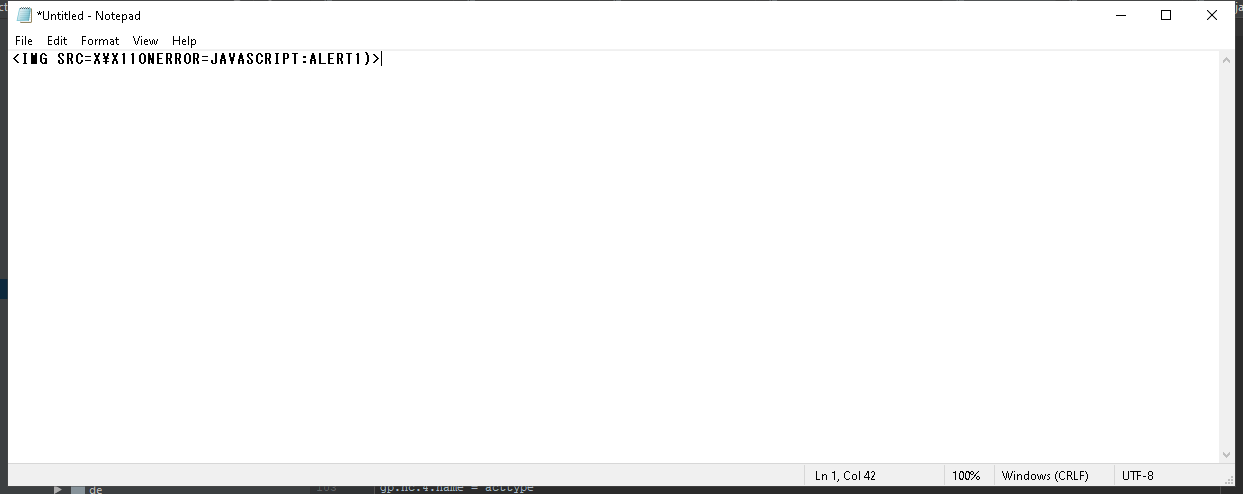 *Untitled - Notepad
File Edit Format View Help
<IMG SRC=X¥X11ONERROR=JAVASCRIPT:ALERT1)>
Ln 1, Col 42 100% Windows (CRLF) UTF-8
de
gp.nc.4.name = acttype